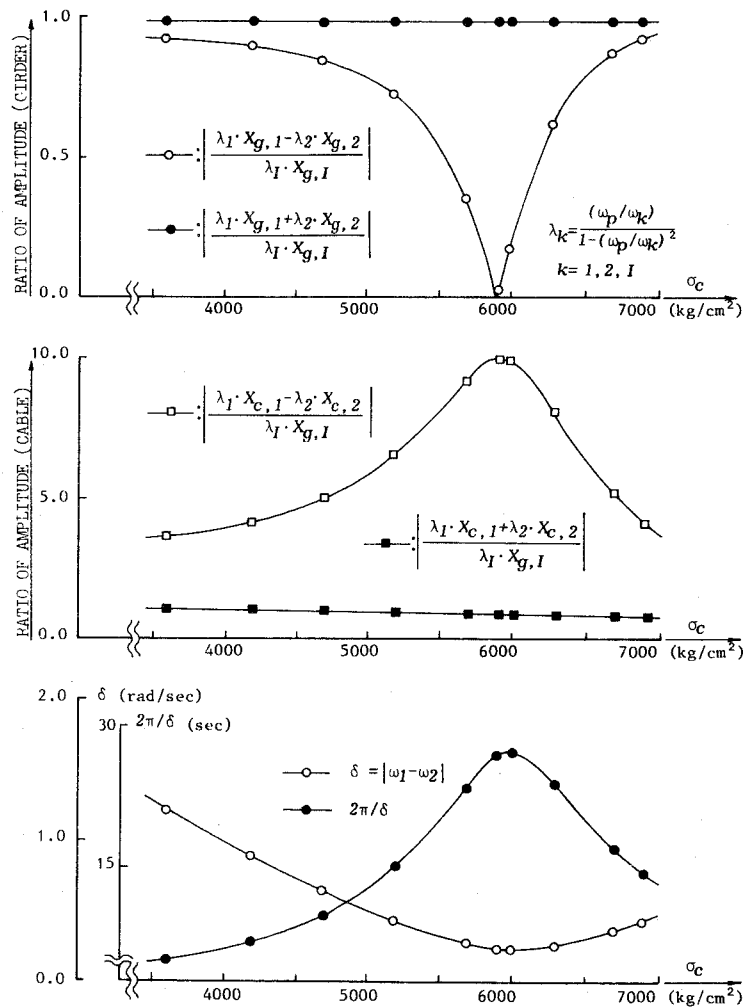 RATIO OF AMPLITUDE (GIRDER)
1.0
0.5
0.0
: |λ1·Xg,1−λ2·Xg,2 / λI·Xg,I|
: |λ1·Xg,1+λ2·Xg,2 / λI·Xg,I|
λk=(ωp/ωk) / 1−(ωp/ωk)²
k= 1, 2, I
4000 5000 6000 7000
σc
(kg/cm²)
RATIO OF AMPLITUDE (CABLE)
10.0
5.0
0.0
: |λ1·Xc,1−λ2·Xc,2 / λI·Xg,I|
: |λ1·Xc,1+λ2·Xc,2 / λI·Xg,I|
4000 5000 6000 7000
σc
(kg/cm²)
2.0
1.0
0.0
δ (rad/sec)
2π/δ (sec)
30
15
δ =|ω1−ω2|
2π/δ
4000 5000 6000 7000
σc
(kg/cm²)